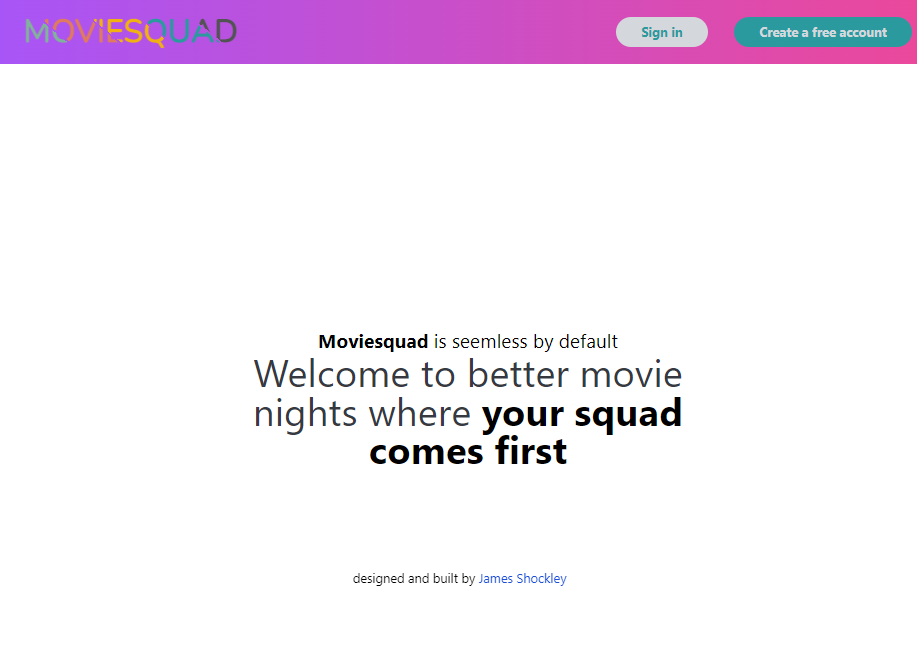 MOVIESQUAD
Sign in
Create a free account
Moviesquad is seemless by default
Welcome to better movie
nights where your squad
comes first
designed and built by James Shockley